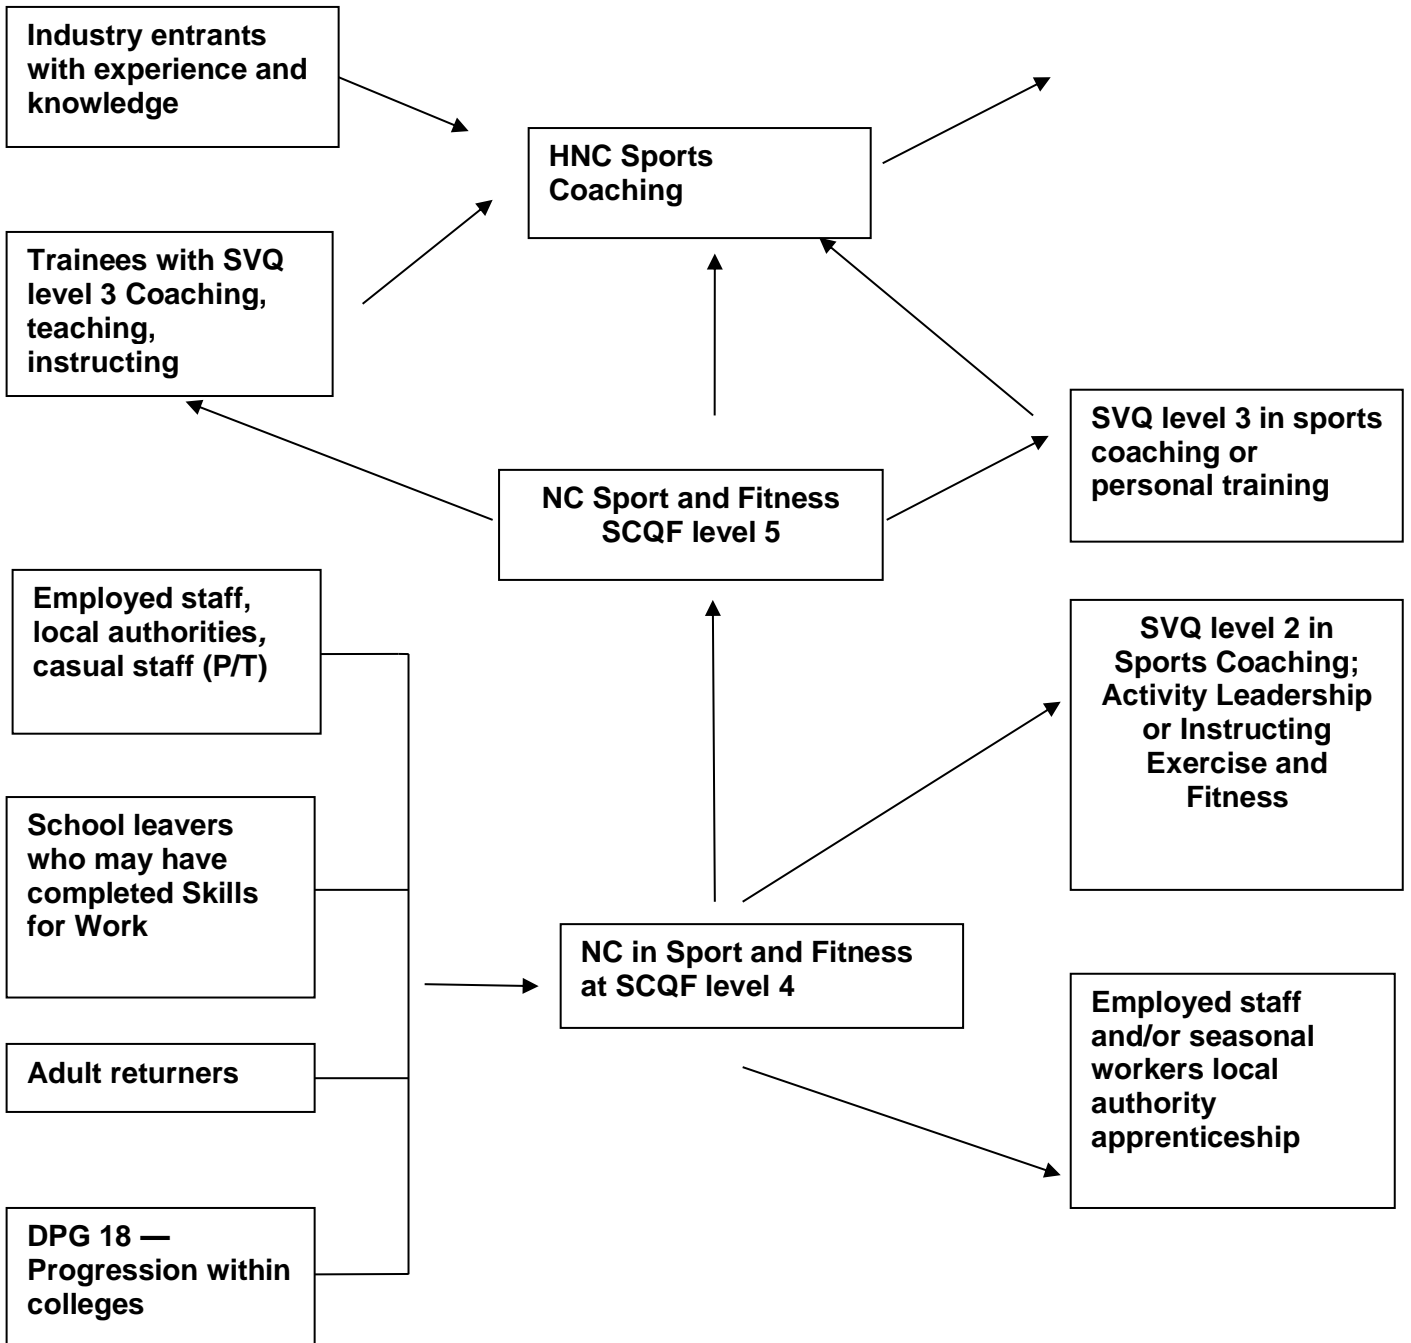 Industry entrants
with experience and
knowledge
HNC Sports
Coaching
Trainees with SVQ
level 3 Coaching,
teaching,
instructing
SVQ level 3 in sports
coaching or
personal training
NC Sport and Fitness
SCQF level 5
Employed staff,
local authorities,
casual staff (P/T)
SVQ level 2 in
Sports Coaching;
Activity Leadership
or Instructing
Exercise and
Fitness
School leavers
who may have
completed Skills
for Work
NC in Sport and Fitness
at SCQF level 4
Employed staff
and/or seasonal
workers local
authority
apprenticeship
Adult returners
DPG 18 —
Progression within
colleges